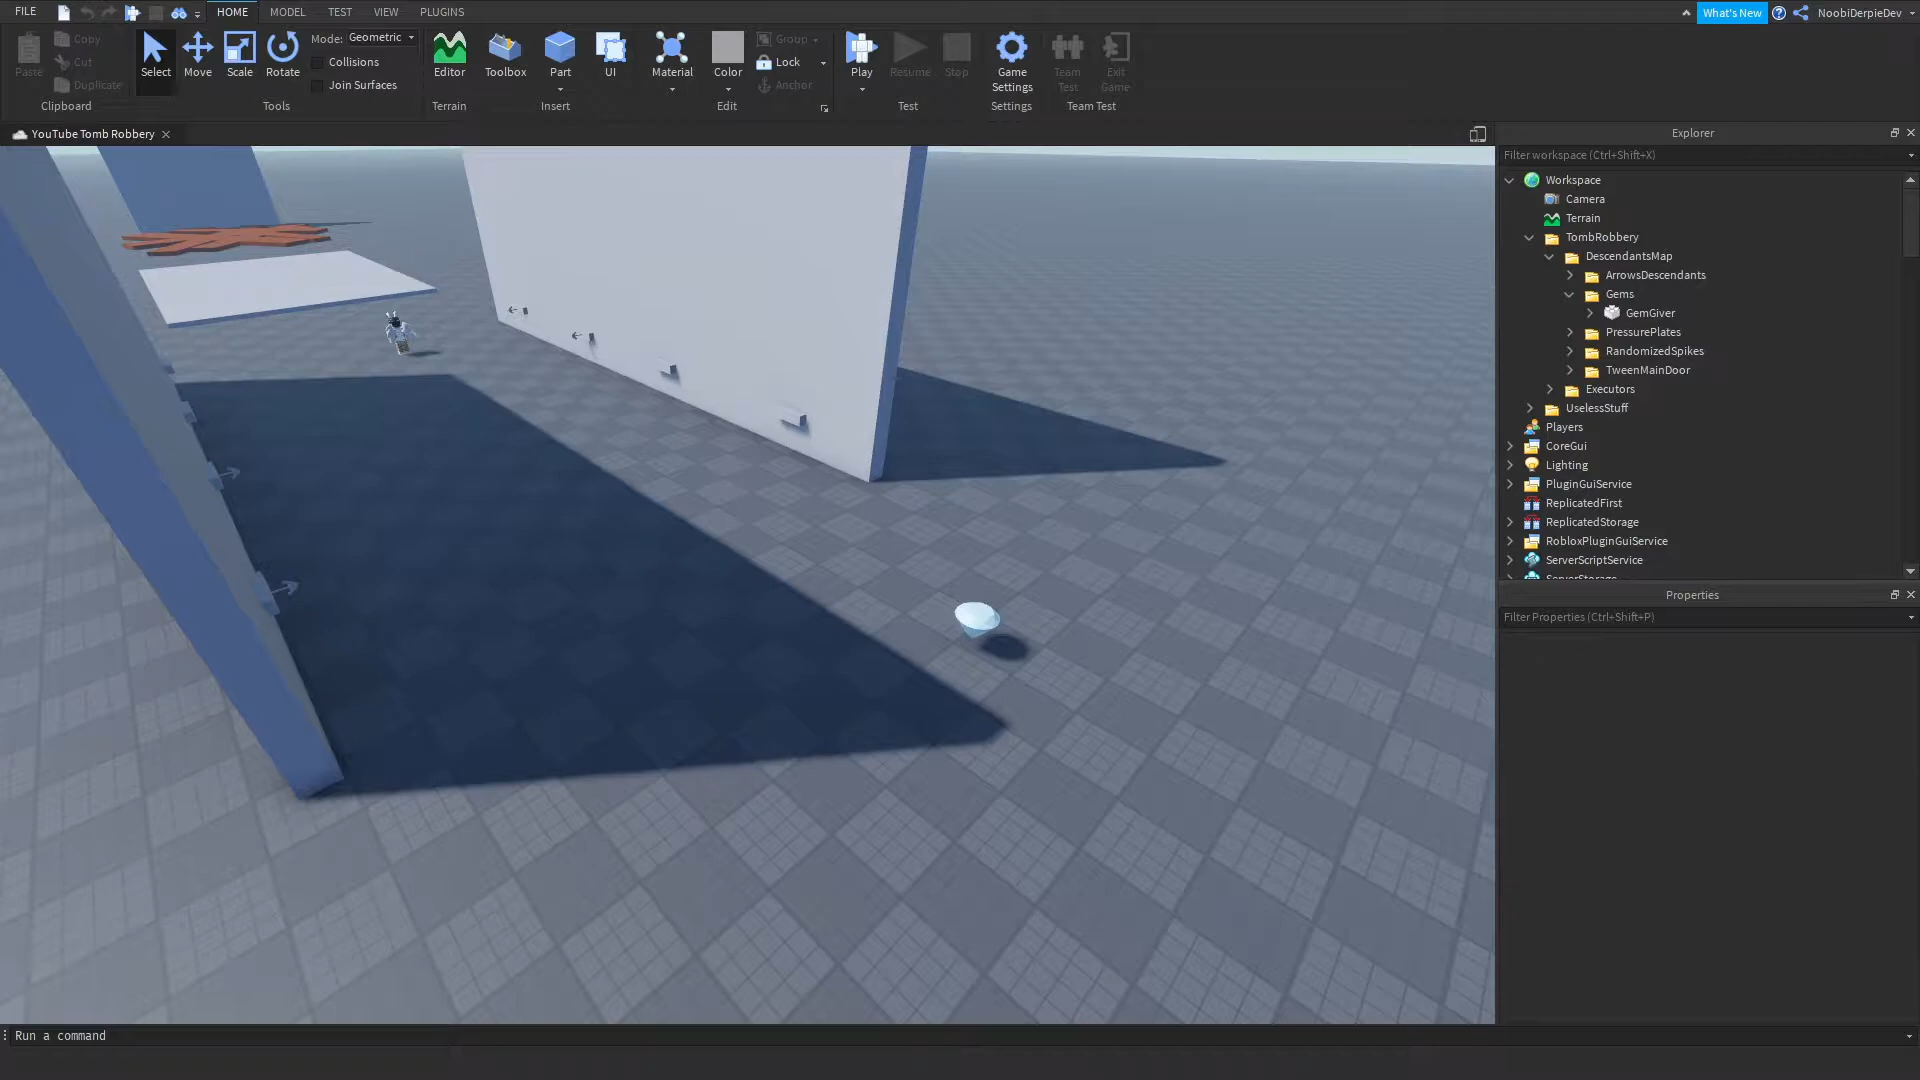 FILE
HOME
MODEL
TEST
VIEW
PLUGINS
What's New
NoobiDerpieDev
Paste
Copy
Cut
Duplicate
Clipboard
Select
Move
Scale
Rotate
Mode: Geometric
Collisions
Join Surfaces
Tools
Editor
Terrain
Toolbox
Part
UI
Insert
Material
Color
Group
Lock
Anchor
Edit
Play
Resume
Stop
Test
Game
Settings
Settings
Team
Test
Exit
Game
Team Test
YouTube Tomb Robbery
Explorer
Filter workspace (Ctrl+Shift+X)
Workspace
Camera
Terrain
TombRobbery
DescendantsMap
ArrowsDescendants
Gems
GemGiver
PressurePlates
RandomizedSpikes
TweenMainDoor
Executors
UselessStuff
Players
CoreGui
Lighting
PluginGuiService
ReplicatedFirst
ReplicatedStorage
RobloxPluginGuiService
ServerScriptService
ServerStorage
Properties
Filter Properties (Ctrl+Shift+P)
Run a command